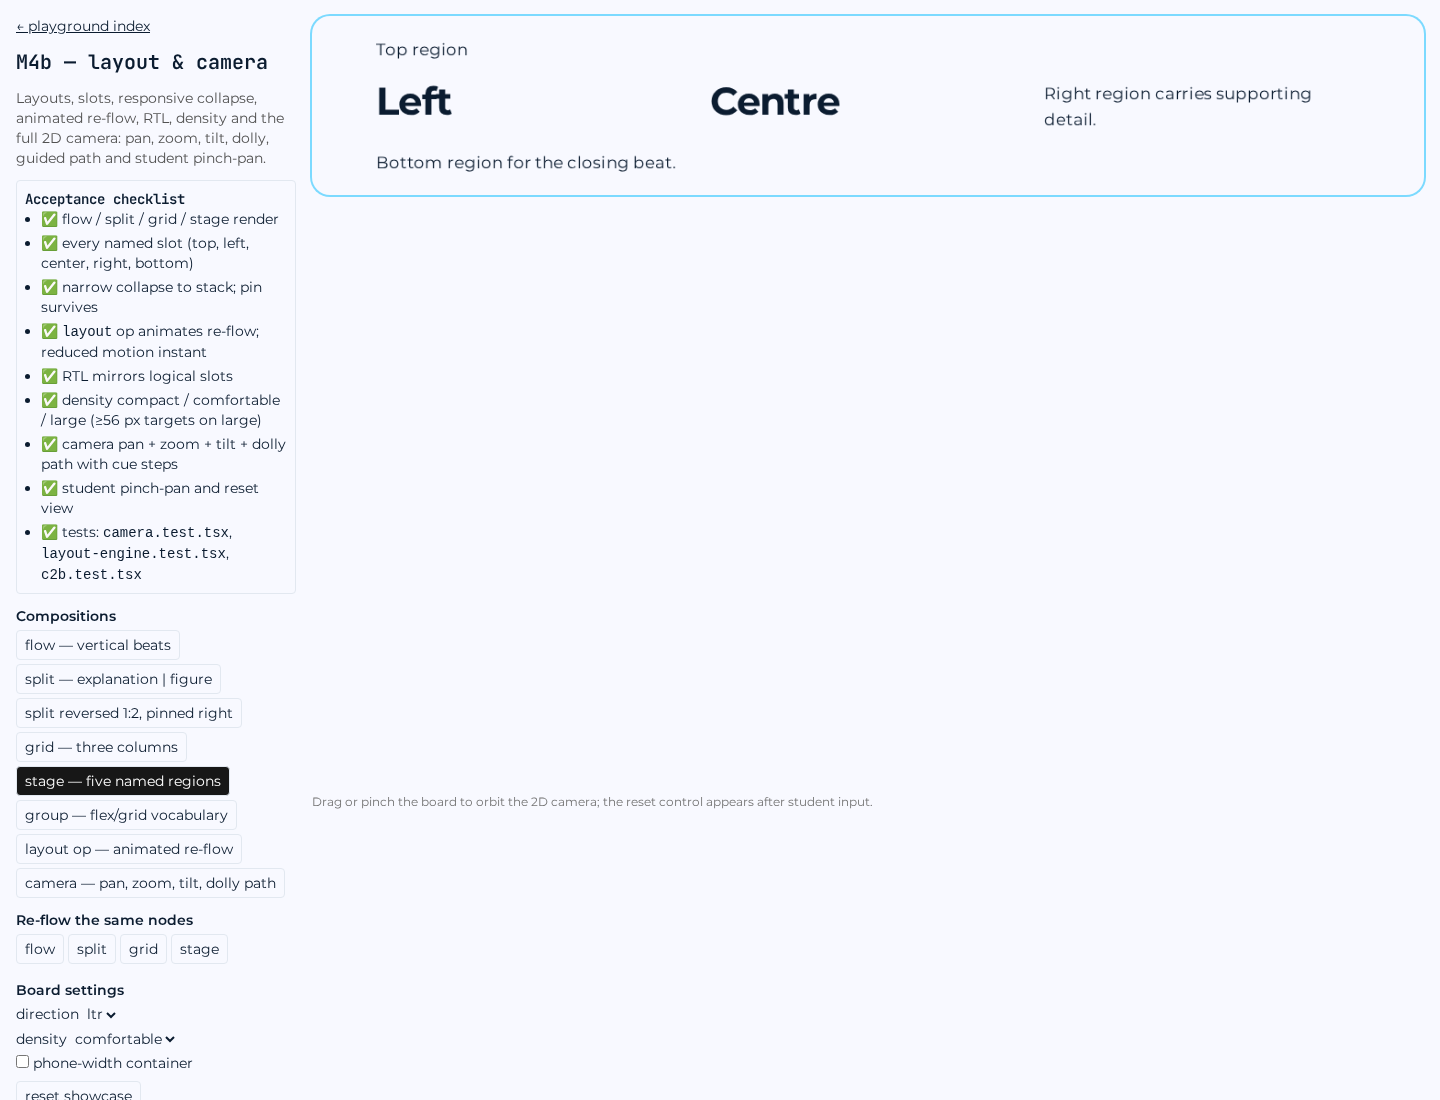 ← playground index
M4b — layout & camera
Layouts, slots, responsive collapse,
animated re-flow, RTL, density and the
full 2D camera: pan, zoom, tilt, dolly,
guided path and student pinch-pan.
Acceptance checklist
✅ flow / split / grid / stage render
✅ every named slot (top, left,
center, right, bottom)
✅ narrow collapse to stack; pin
survives
✅ layout op animates re-flow;
reduced motion instant
✅ RTL mirrors logical slots
✅ density compact / comfortable
/ large (≥56 px targets on large)
✅ camera pan + zoom + tilt + dolly
path with cue steps
✅ student pinch-pan and reset
view
✅ tests: camera.test.tsx,
layout-engine.test.tsx,
c2b.test.tsx
Compositions
flow — vertical beats
split — explanation | figure
split reversed 1:2, pinned right
grid — three columns
stage — five named regions
group — flex/grid vocabulary
layout op — animated re-flow
camera — pan, zoom, tilt, dolly path
Re-flow the same nodes
flow split grid stage
Board settings
direction ltr
density comfortable
phone-width container
reset showcase
Top region
Left
Centre
Right region carries supporting
detail.
Bottom region for the closing beat.
Drag or pinch the board to orbit the 2D camera; the reset control appears after student input.